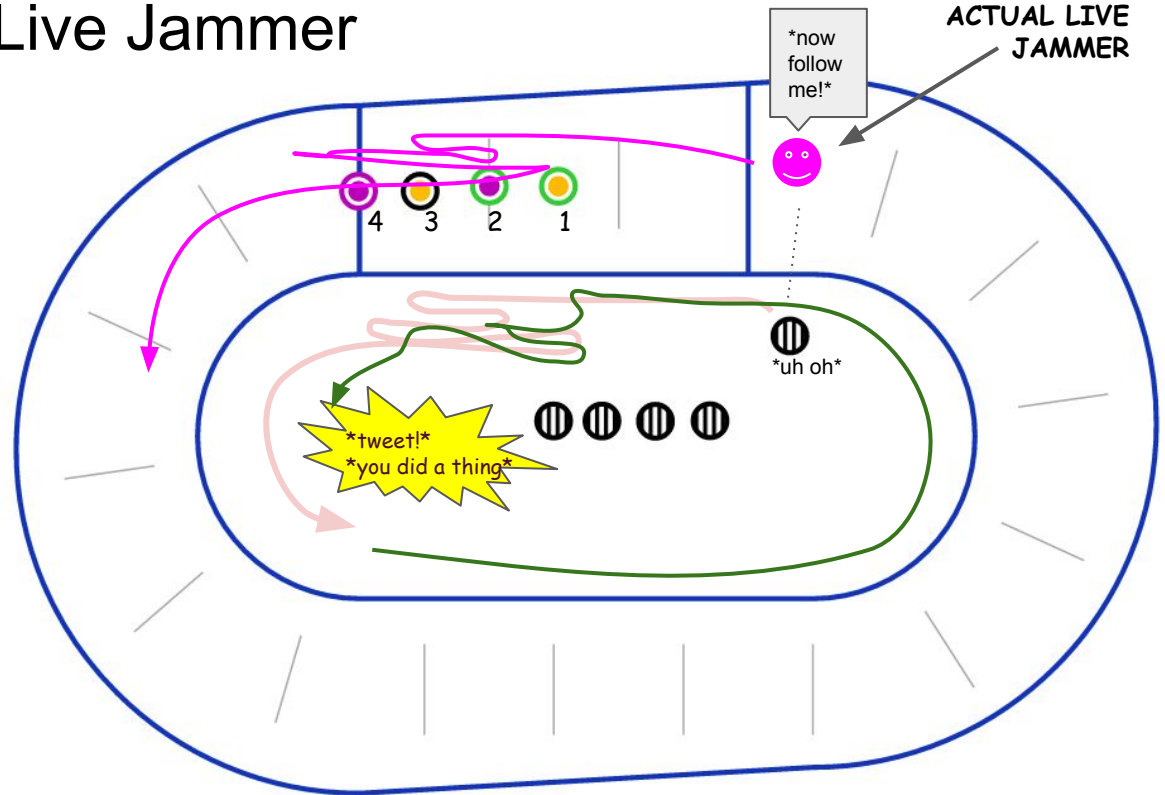 Live Jammer
*now
follow
me!*
ACTUAL LIVE
JAMMER
4
3
2
1
*uh oh*
*tweet!*
*you did a thing*